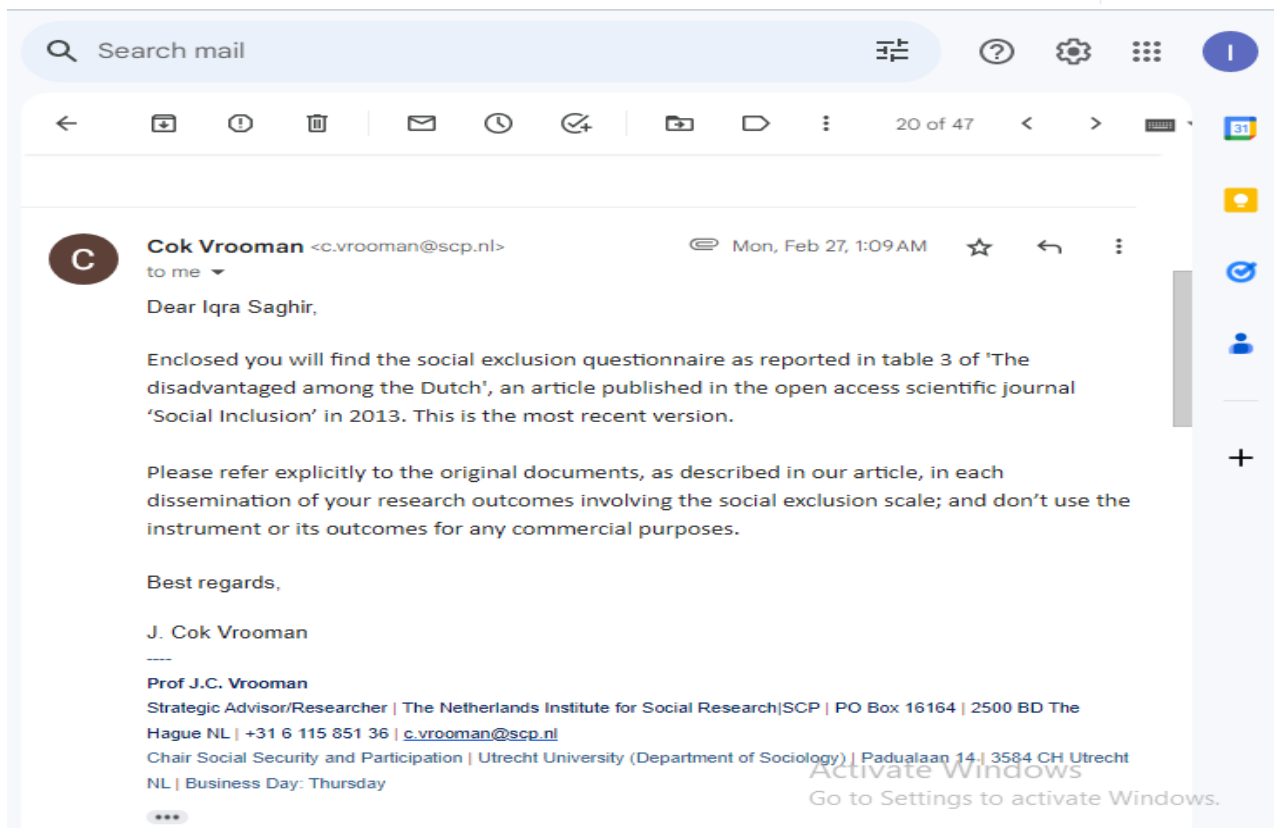 Search mail
I
20 of 47
31
C
Cok Vrooman <c.vrooman@scp.nl>
Mon, Feb 27, 1:09 AM
to me
Dear Iqra Saghir,
Enclosed you will find the social exclusion questionnaire as reported in table 3 of 'The
disadvantaged among the Dutch', an article published in the open access scientific journal
‘Social Inclusion’ in 2013. This is the most recent version.
Please refer explicitly to the original documents, as described in our article, in each
dissemination of your research outcomes involving the social exclusion scale; and don’t use the
instrument or its outcomes for any commercial purposes.
Best regards,
J. Cok Vrooman
----
Prof J.C. Vrooman
Strategic Advisor/Researcher | The Netherlands Institute for Social Research|SCP | PO Box 16164 | 2500 BD The
Hague NL | +31 6 115 851 36 | c.vrooman@scp.nl
Chair Social Security and Participation | Utrecht University (Department of Sociology) | Padualaan 14 | 3584 CH Utrecht
NL | Business Day: Thursday
Activate Windows
Go to Settings to activate Windows.